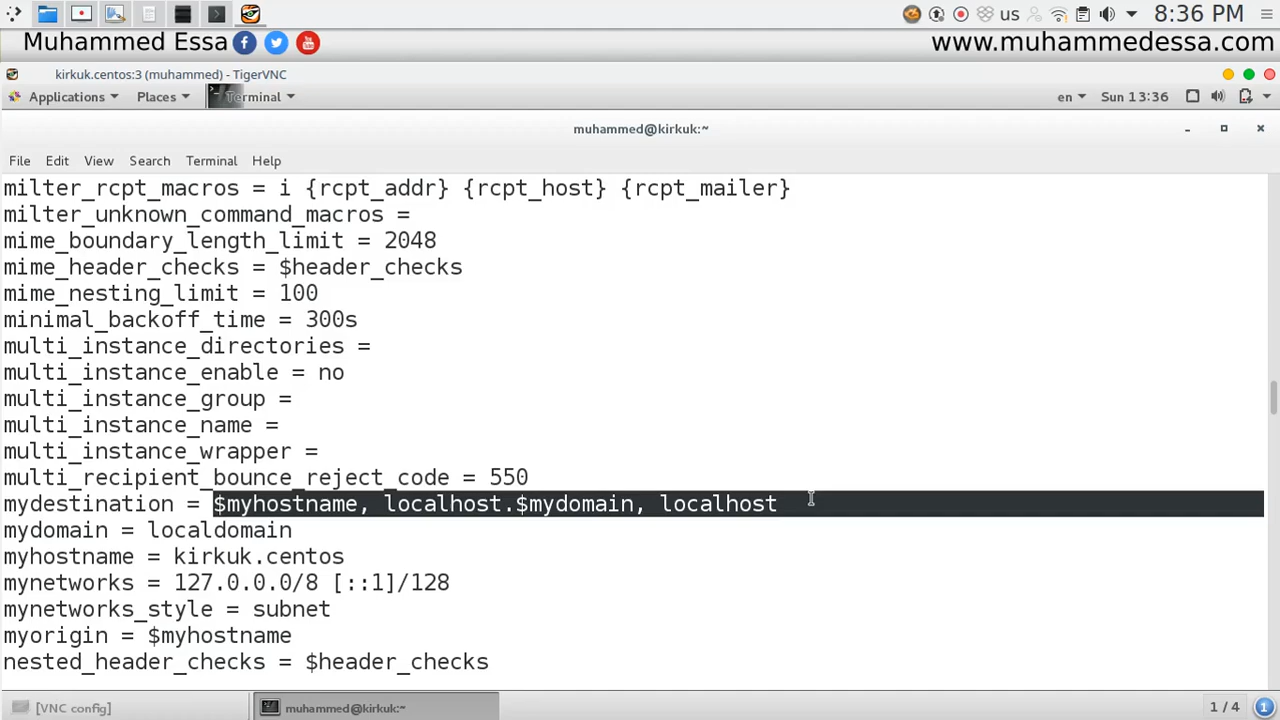 us 8:36 PM
Muhammed Essa www.muhammedessa.com
kirkuk.centos:3 (muhammed) - TigerVNC
Applications Places Terminal en Sun 13:36
muhammed@kirkuk:~
File Edit View Search Terminal Help
milter_rcpt_macros = i {rcpt_addr} {rcpt_host} {rcpt_mailer}
milter_unknown_command_macros =
mime_boundary_length_limit = 2048
mime_header_checks = $header_checks
mime_nesting_limit = 100
minimal_backoff_time = 300s
multi_instance_directories =
multi_instance_enable = no
multi_instance_group =
multi_instance_name =
multi_instance_wrapper =
multi_recipient_bounce_reject_code = 550
mydestination = $myhostname, localhost.$mydomain, localhost
mydomain = localdomain
myhostname = kirkuk.centos
mynetworks = 127.0.0.0/8 [::1]/128
mynetworks_style = subnet
myorigin = $myhostname
nested_header_checks = $header_checks
[VNC config] muhammed@kirkuk:~ 1 / 4 1